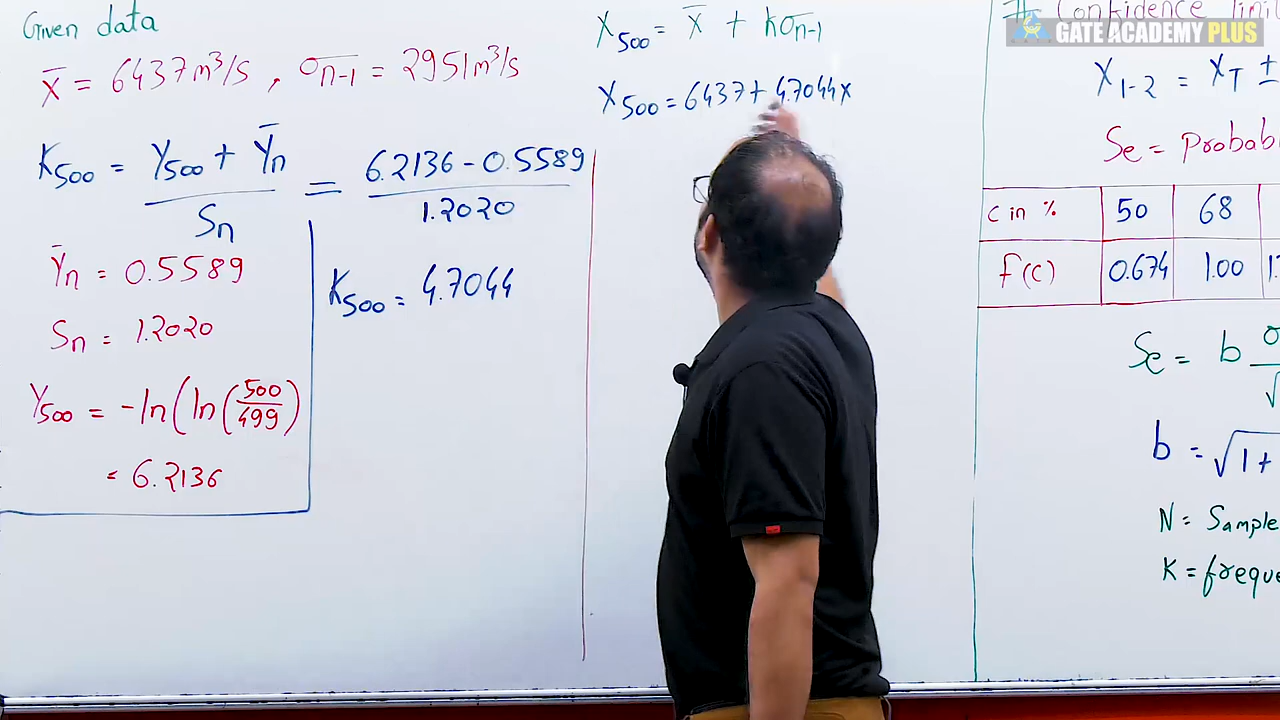 Given data
x̄ = 6437 m³/s , σn-1 = 2951 m³/s
K500 = Y500 + Ȳn / Sn = 6.2136 - 0.5589 / 1.2020
Ȳn = 0.5589
Sn = 1.2020
Y500 = -ln(ln(500/499)
= 6.2136
K500 = 4.7044
X500 = x̄ + kσn-1
X500 = 6437 + 4.7044 x
# Confidence
GATE ACADEMY PLUS
X1-2 = XT ±
Se = Proba
C in % 50 68
f(c) 0.674 1.00 1
Se = b
b = √1+
N = Sample
K = frequ